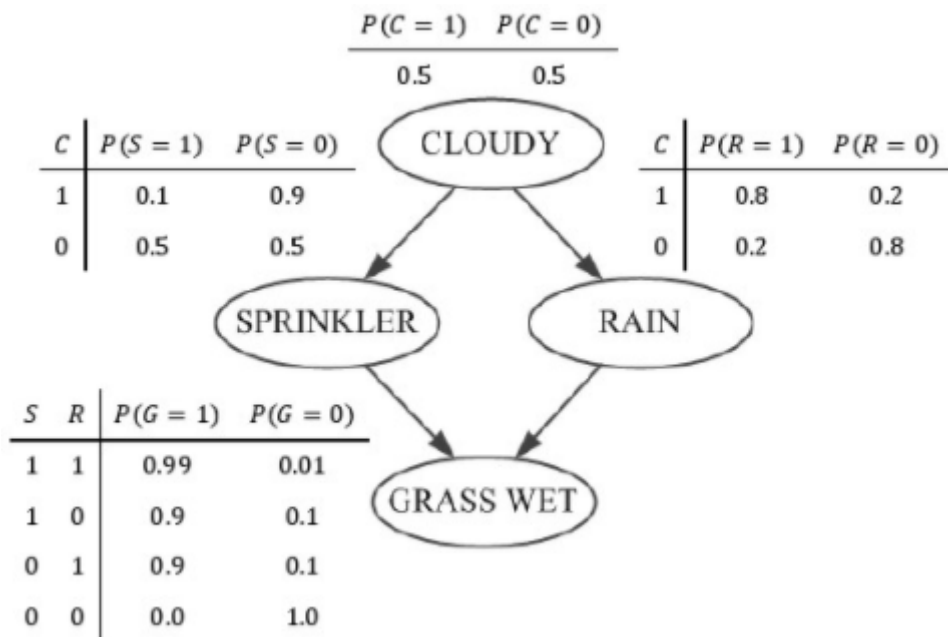 P(C = 1) P(C = 0)
0.5 0.5
CLOUDY
C P(S = 1) P(S = 0)
1 0.1 0.9
0 0.5 0.5
C P(R = 1) P(R = 0)
1 0.8 0.2
0 0.2 0.8
SPRINKLER
RAIN
S R P(G = 1) P(G = 0)
1 1 0.99 0.01
1 0 0.9 0.1
0 1 0.9 0.1
0 0 0.0 1.0
GRASS WET